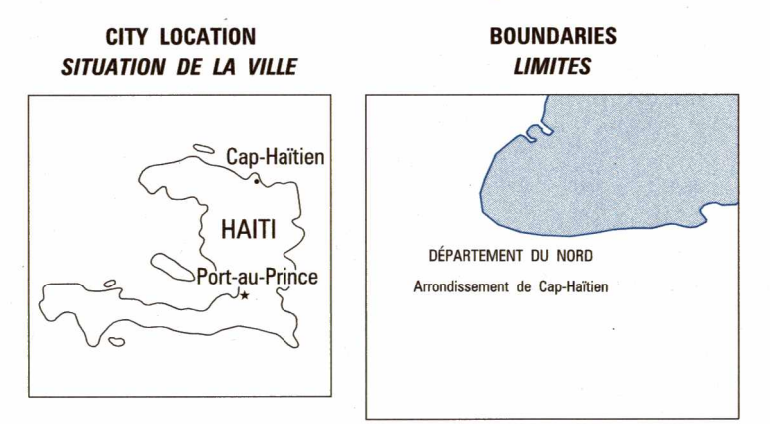 CITY LOCATION
SITUATION DE LA VILLE
Cap-Haïtien
HAITI
Port-au-Prince
BOUNDARIES
LIMITES
DÉPARTEMENT DU NORD
Arrondissement de Cap-Haïtien